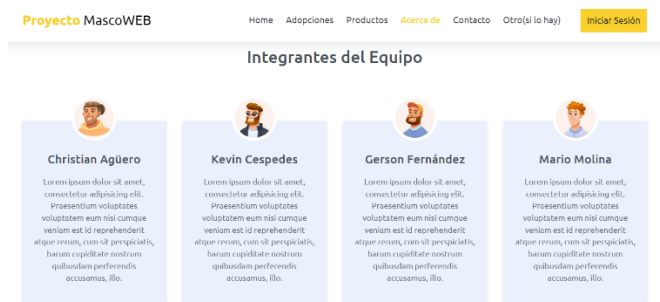 Proyecto MascoWEB Home Adopciones Productos Acerca de Contacto Otro(si lo hay) Iniciar Sesión
Integrantes del Equipo
Christian Agüero
Lorem ipsum dolor sit amet,
consectetur adipisicing elit.
Praesentium voluptates
voluptatem eum nisi cumque
veniam est id reprehenderit
atque rerum, cum sit perspiciatis,
harum cupiditate nostrum
quibusdam perferendis
accusamus, illo.
Kevin Cespedes
Lorem ipsum dolor sit amet,
consectetur adipisicing elit.
Praesentium voluptates
voluptatem eum nisi cumque
veniam est id reprehenderit
atque rerum, cum sit perspiciatis,
harum cupiditate nostrum
quibusdam perferendis
accusamus, illo.
Gerson Fernández
Lorem ipsum dolor sit amet,
consectetur adipisicing elit.
Praesentium voluptates
voluptatem eum nisi cumque
veniam est id reprehenderit
atque rerum, cum sit perspiciatis,
harum cupiditate nostrum
quibusdam perferendis
accusamus, illo.
Mario Molina
Lorem ipsum dolor sit amet,
consectetur adipisicing elit.
Praesentium voluptates
voluptatem eum nisi cumque
veniam est id reprehenderit
atque rerum, cum sit perspiciatis,
harum cupiditate nostrum
quibusdam perferendis
accusamus, illo.